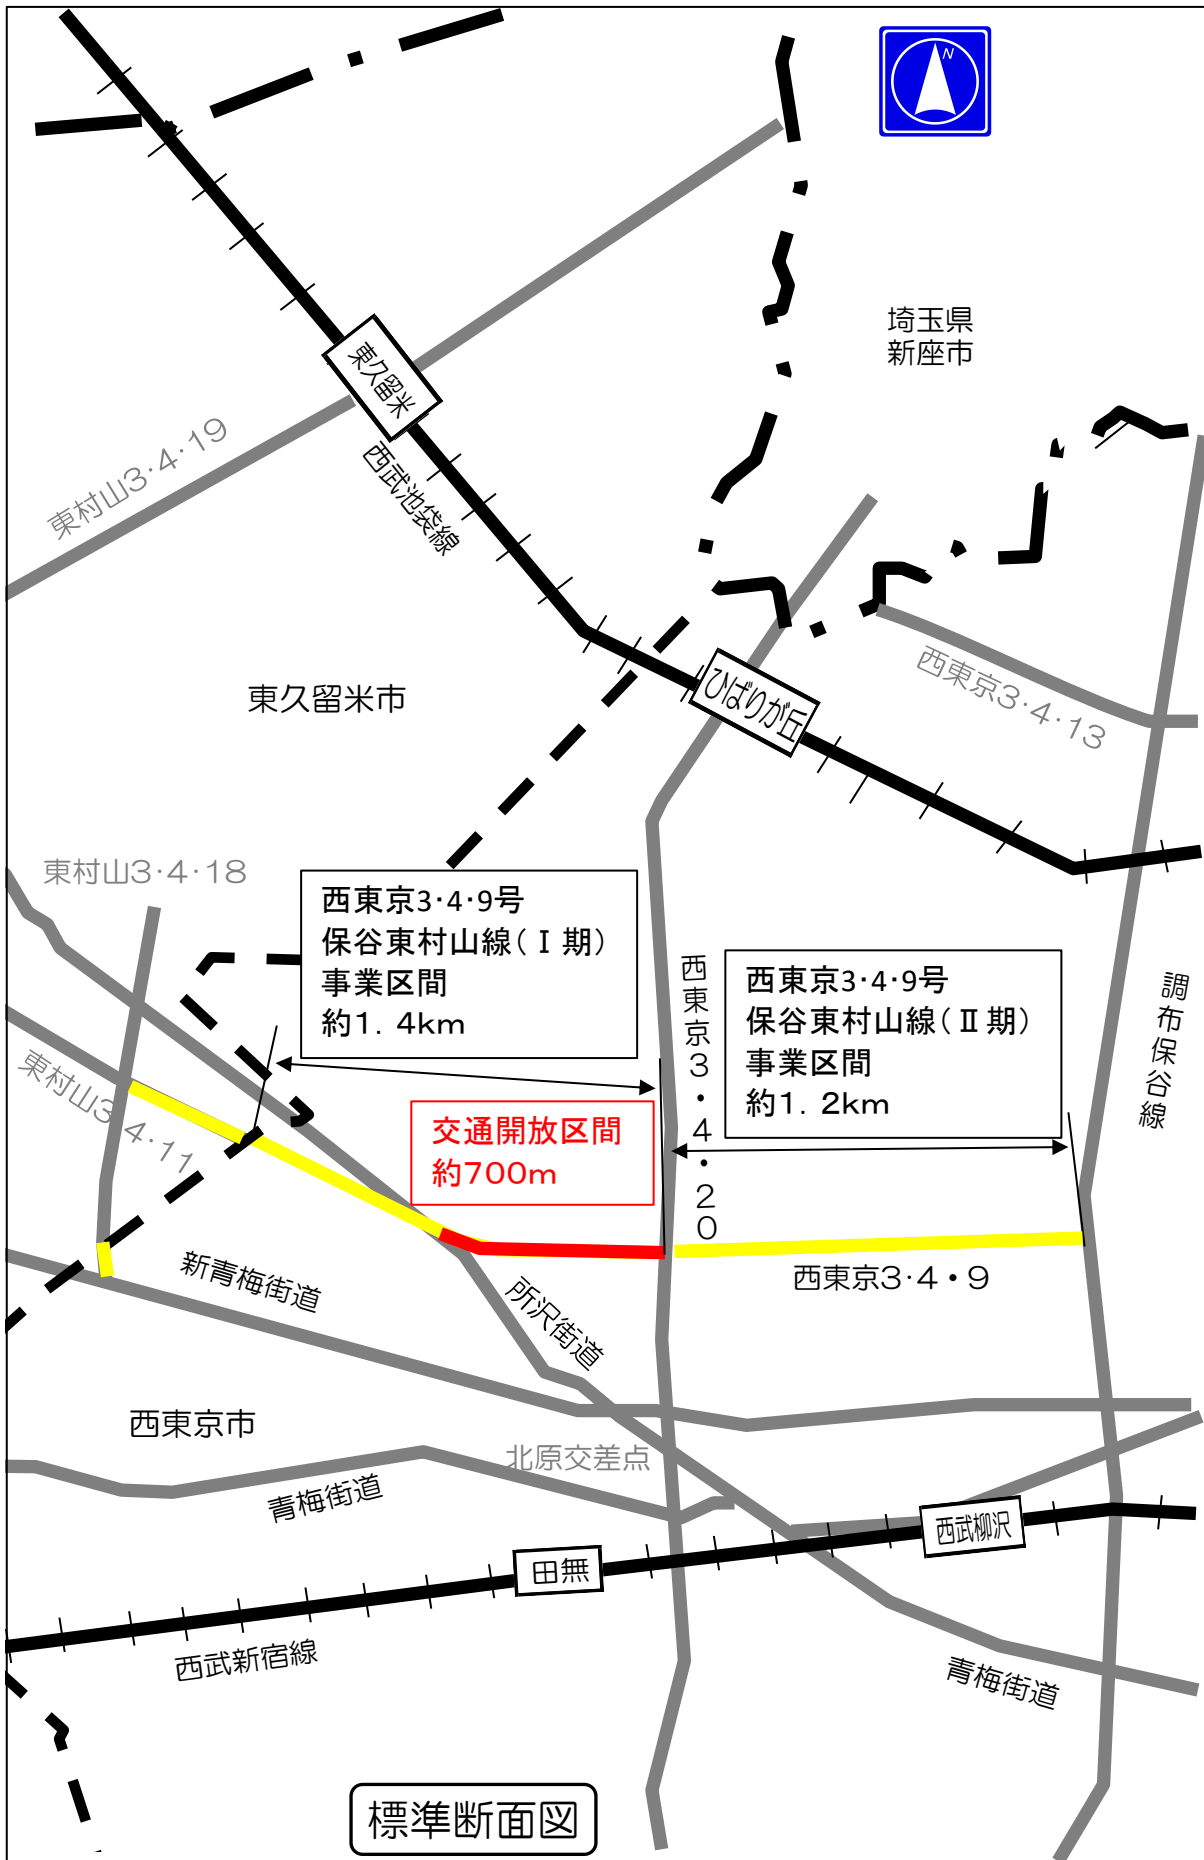 N
埼玉県
新座市
東久留米
東村山3・4・19
西武池袋線
西東京3・4・13
ひばりが丘
東久留米市
東村山3・4・18
西東京3・4・9号
保谷東村山線(Ⅰ期)
事業区間
約1.4km
西東京3・4・20
西東京3・4・9号
保谷東村山線(Ⅱ期)
事業区間
約1.2km
調布保谷線
東村山3・4・11
交通開放区間
約700m
新青梅街道
所沢街道
西東京3・4・9
西東京市
北原交差点
青梅街道
西武柳沢
田無
西武新宿線
青梅街道
標準断面図